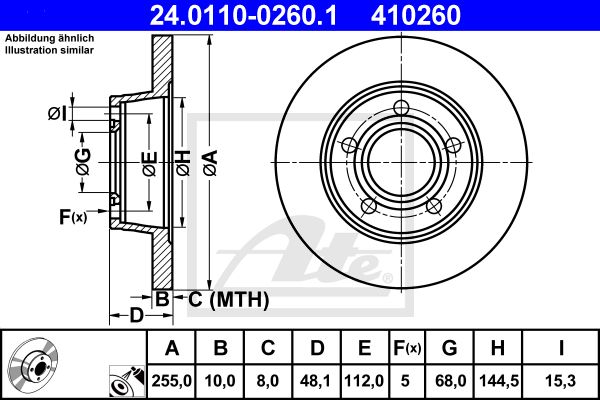 24.0110-0260.1 410260
Abbildung ähnlich
Illustration similar
ØI
ØG
ØE
ØH
ØA
F(x)
B
C (MTH)
D
Ate
A B C D E F(x) G H I
255,0 10,0 8,0 48,1 112,0 5 68,0 144,5 15,3